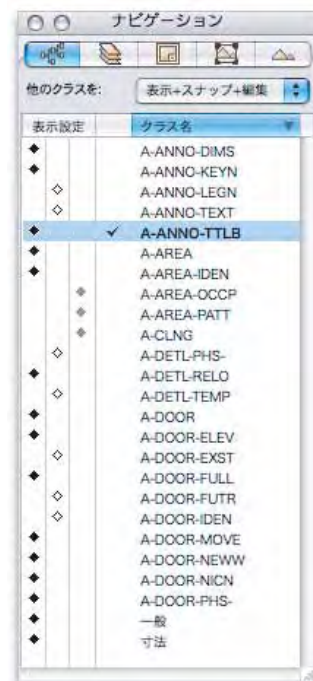 ナビゲーション
他のクラスを: 表示+スナップ+編集
表示設定 クラス名
A-ANNO-DIMS
A-ANNO-KEYN
A-ANNO-LEGN
A-ANNO-TEXT
A-ANNO-TTLB
A-AREA
A-AREA-IDEN
A-AREA-OCCP
A-AREA-PATT
A-CLNG
A-DETL-PHS-
A-DETL-RELO
A-DETL-TEMP
A-DOOR
A-DOOR-ELEV
A-DOOR-EXST
A-DOOR-FULL
A-DOOR-FUTR
A-DOOR-IDEN
A-DOOR-MOVE
A-DOOR-NEWW
A-DOOR-NICN
A-DOOR-PHS-
一般
寸法